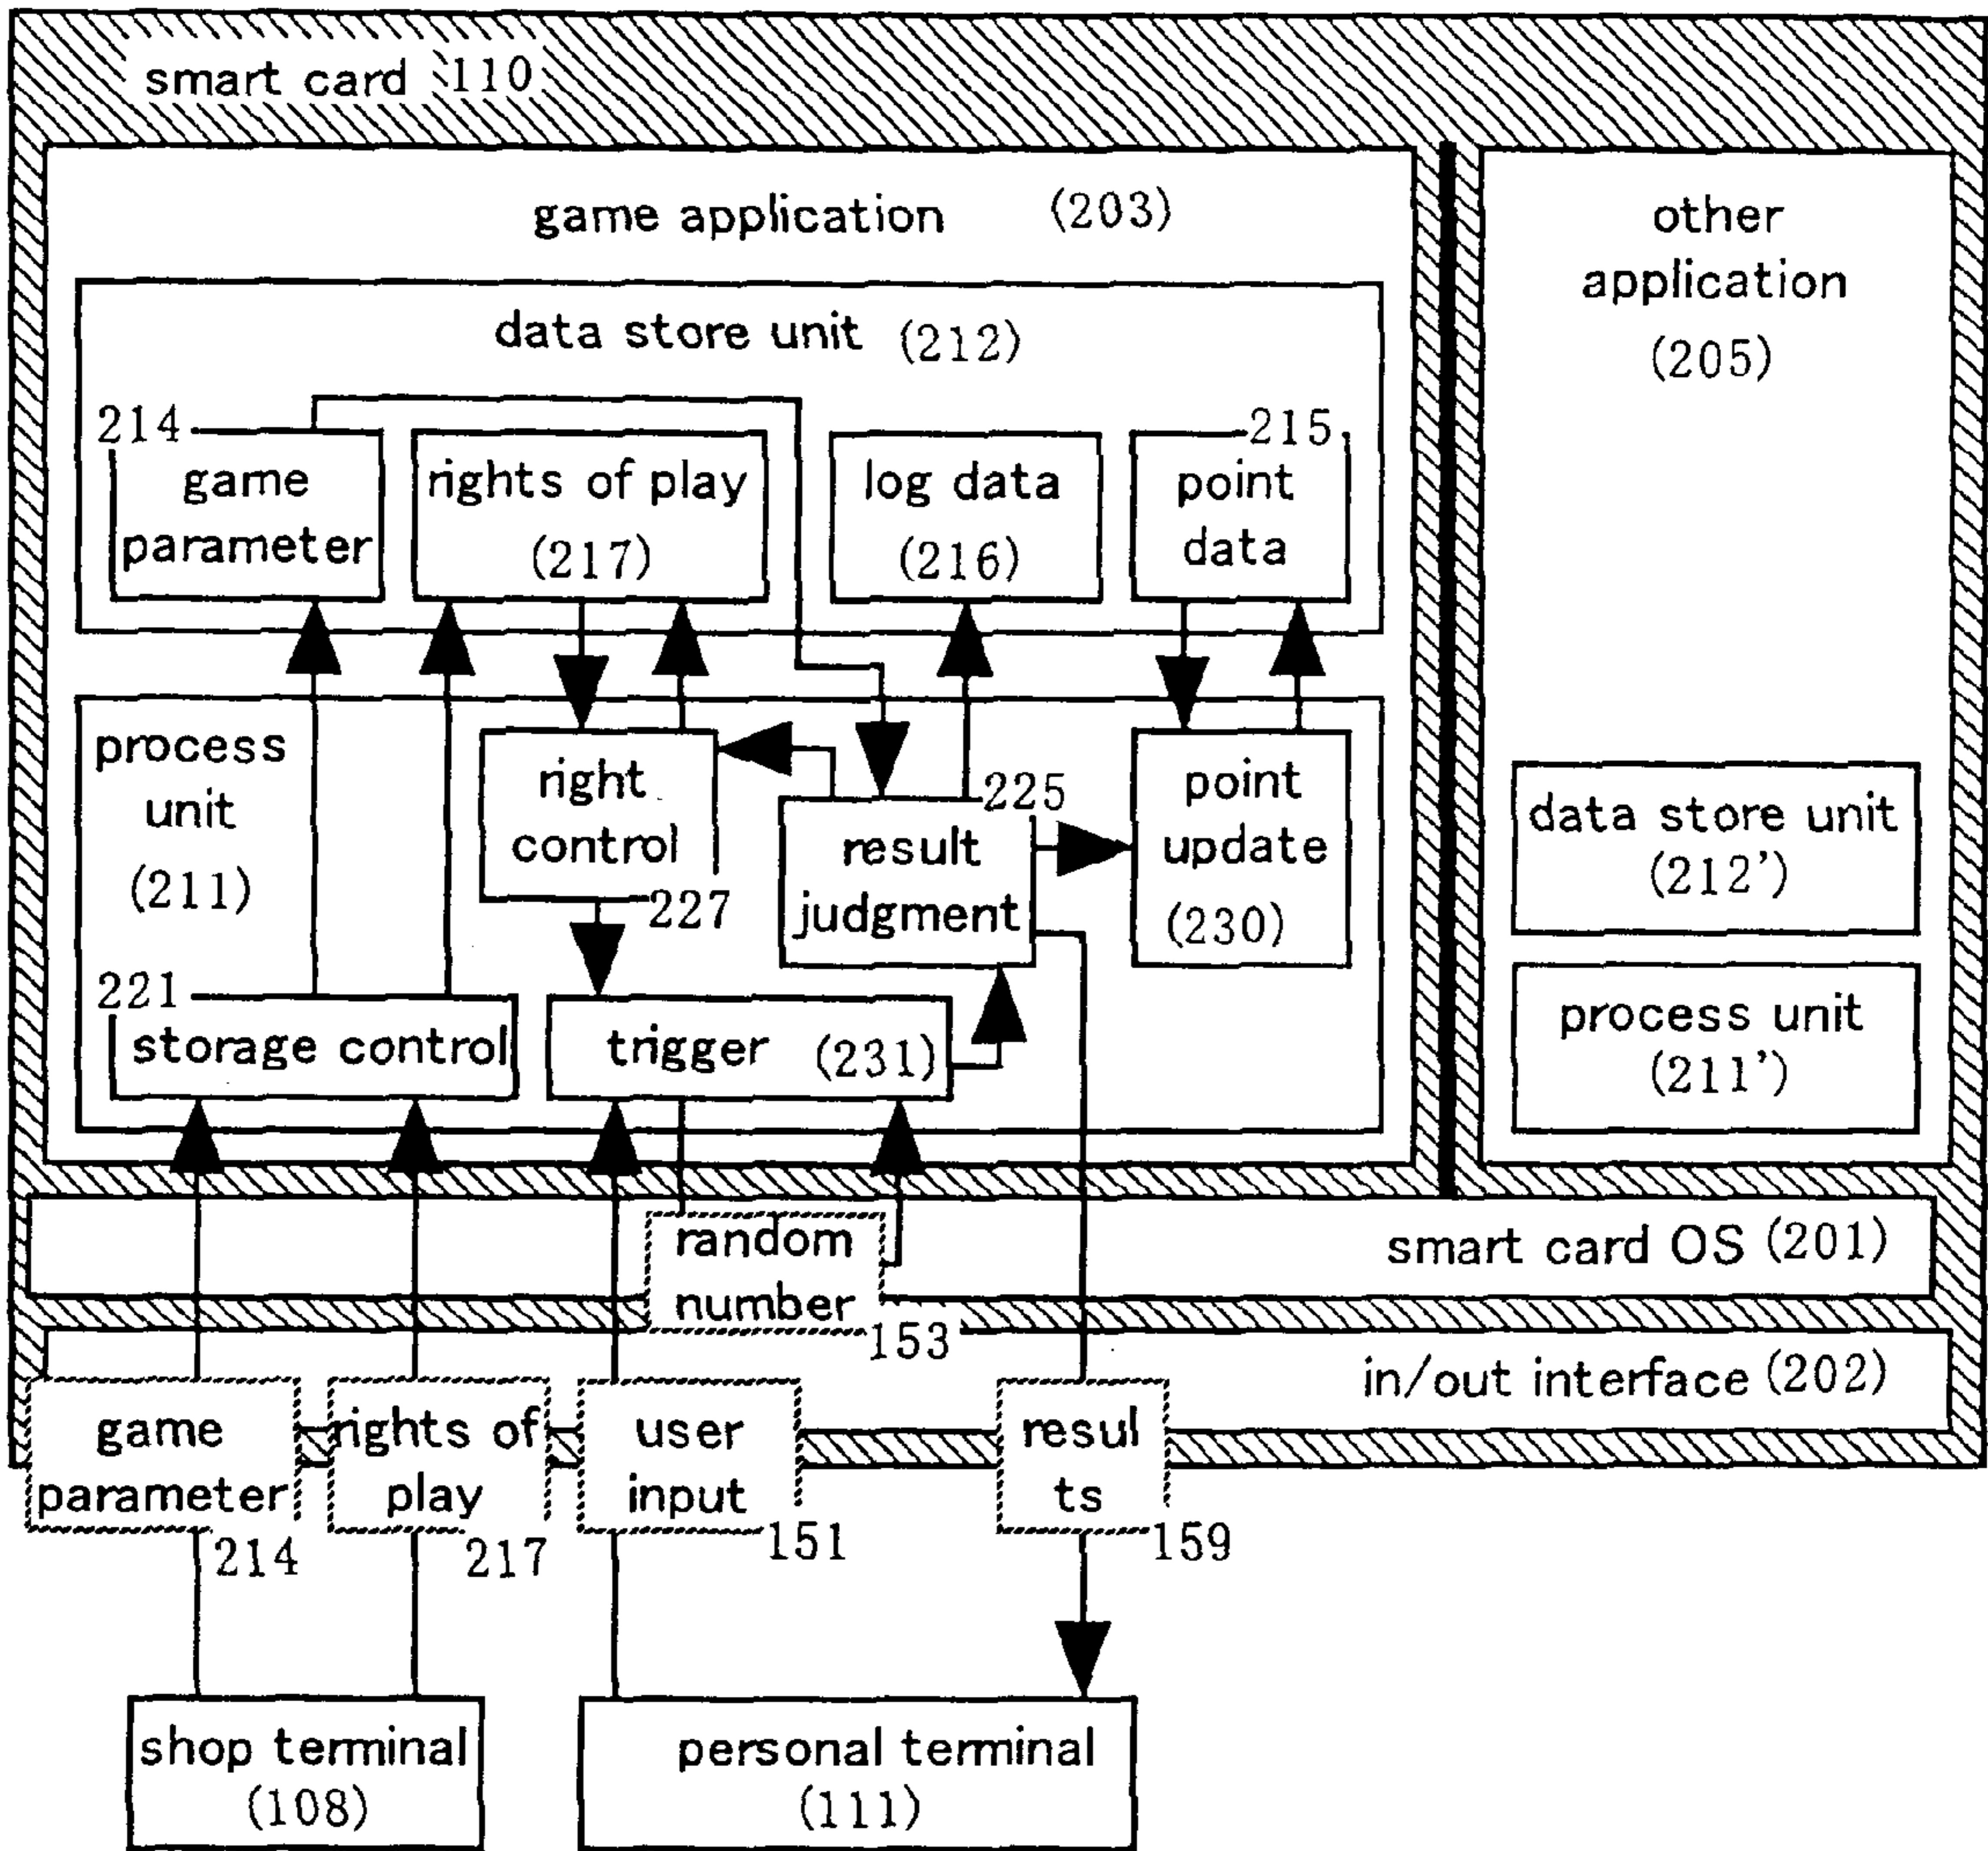 smart card 110
game application (203)
other
application
(205)
data store unit (212)
214
game
parameter
rights of play
(217)
log data
(216)
215
point
data
process
unit
(211)
right
control
227
225
result
judgment
point
update
(230)
data store unit
(212')
process unit
(211')
221
storage control
trigger (231)
random
number
153
smart card OS (201)
in/out interface (202)
game
parameter
214
rights of
play
217
user
input
151
resul
ts
159
shop terminal
(108)
personal terminal
(111)